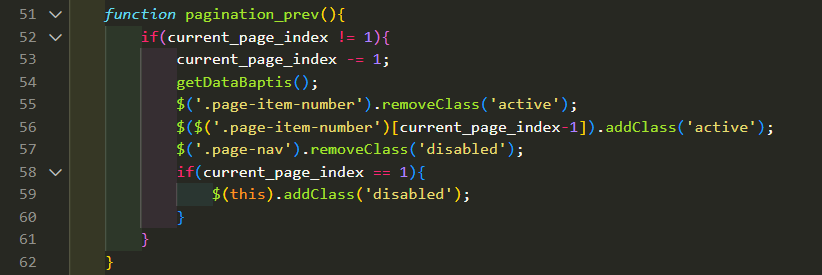 51 function pagination_prev(){
52 if(current_page_index != 1){
53 current_page_index -= 1;
54 getDataBaptis();
55 $('.page-item-number').removeClass('active');
56 $($('.page-item-number')[current_page_index-1]).addClass('active');
57 $('.page-nav').removeClass('disabled');
58 if(current_page_index == 1){
59 $(this).addClass('disabled');
60 }
61 }
62 }